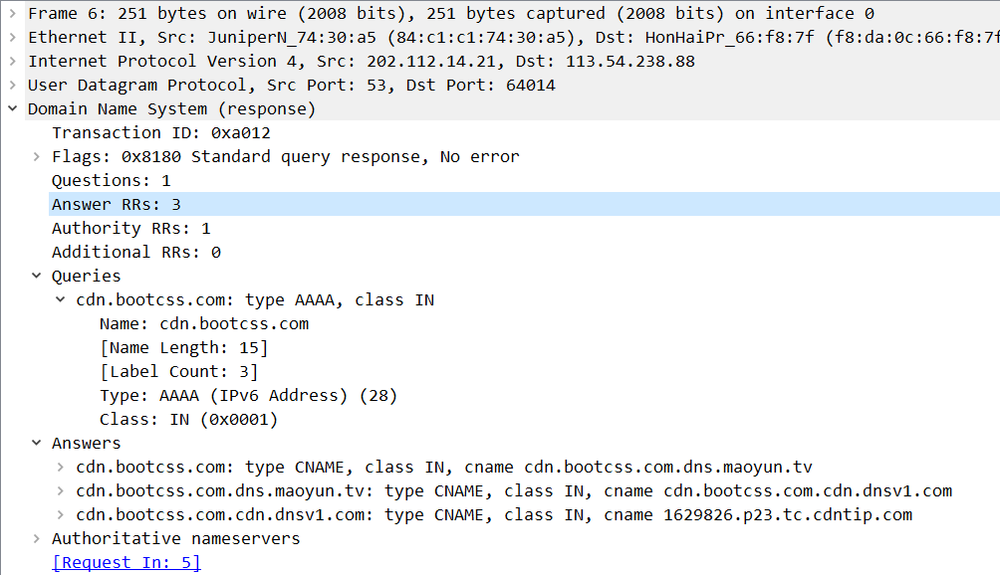 Frame 6: 251 bytes on wire (2008 bits), 251 bytes captured (2008 bits) on interface 0
Ethernet II, Src: JuniperN_74:30:a5 (84:c1:c1:74:30:a5), Dst: HonHaiPr_66:f8:7f (f8:da:0c:66:f8:7f
Internet Protocol Version 4, Src: 202.112.14.21, Dst: 113.54.238.88
User Datagram Protocol, Src Port: 53, Dst Port: 64014
Domain Name System (response)
Transaction ID: 0xa012
Flags: 0x8180 Standard query response, No error
Questions: 1
Answer RRs: 3
Authority RRs: 1
Additional RRs: 0
Queries
cdn.bootcss.com: type AAAA, class IN
Name: cdn.bootcss.com
[Name Length: 15]
[Label Count: 3]
Type: AAAA (IPv6 Address) (28)
Class: IN (0x0001)
Answers
cdn.bootcss.com: type CNAME, class IN, cname cdn.bootcss.com.dns.maoyun.tv
cdn.bootcss.com.dns.maoyun.tv: type CNAME, class IN, cname cdn.bootcss.com.cdn.dnsv1.com
cdn.bootcss.com.cdn.dnsv1.com: type CNAME, class IN, cname 1629826.p23.tc.cdntip.com
Authoritative nameservers
[Request In: 5]